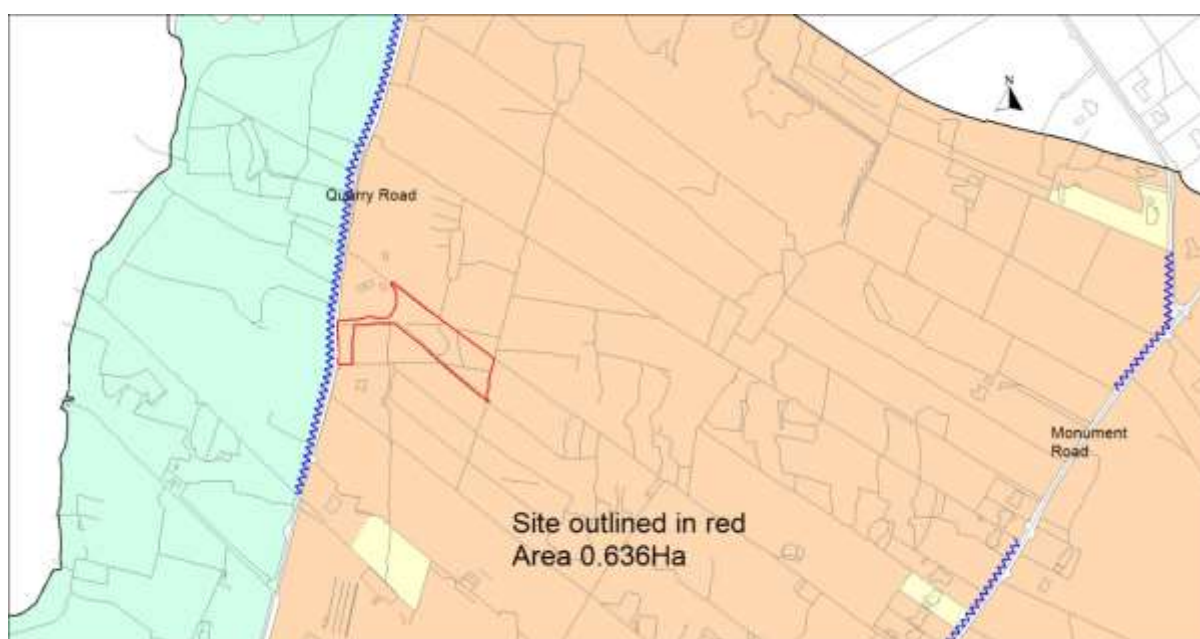 N
Quarry Road
Monument
Road
Site outlined in red
Area 0.636Ha